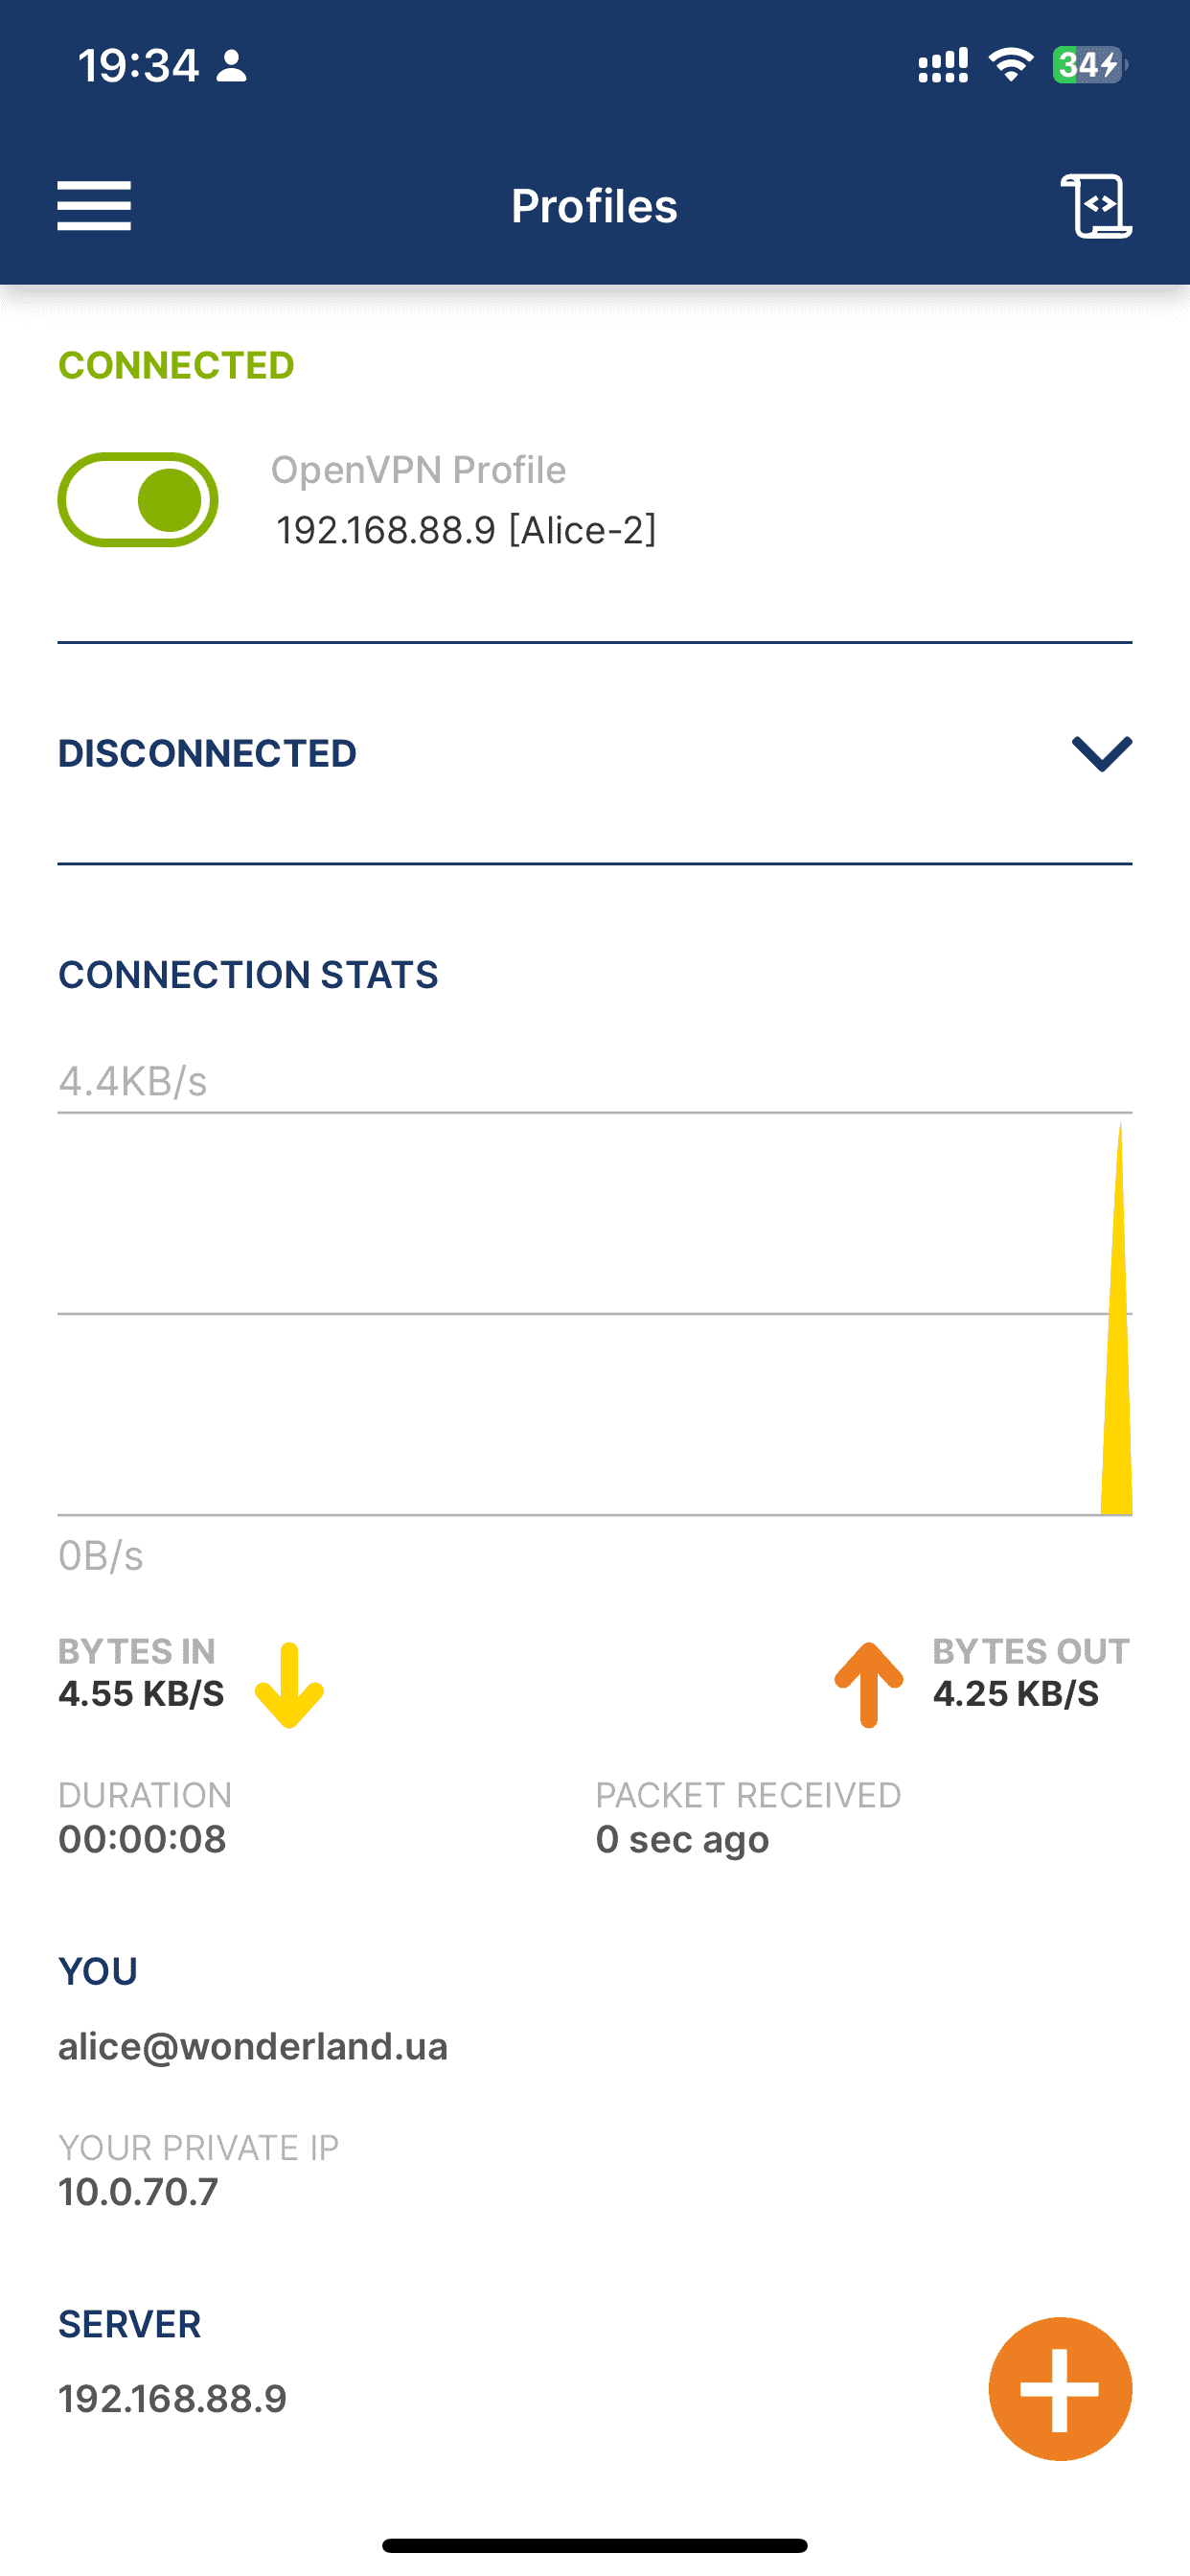 19:34
34
Profiles
CONNECTED
OpenVPN Profile
192.168.88.9 [Alice-2]
DISCONNECTED
CONNECTION STATS
4.4KB/s
0B/s
BYTES IN
4.55 KB/S
BYTES OUT
4.25 KB/S
DURATION
00:00:08
PACKET RECEIVED
0 sec ago
YOU
alice@wonderland.ua
YOUR PRIVATE IP
10.0.70.7
SERVER
192.168.88.9